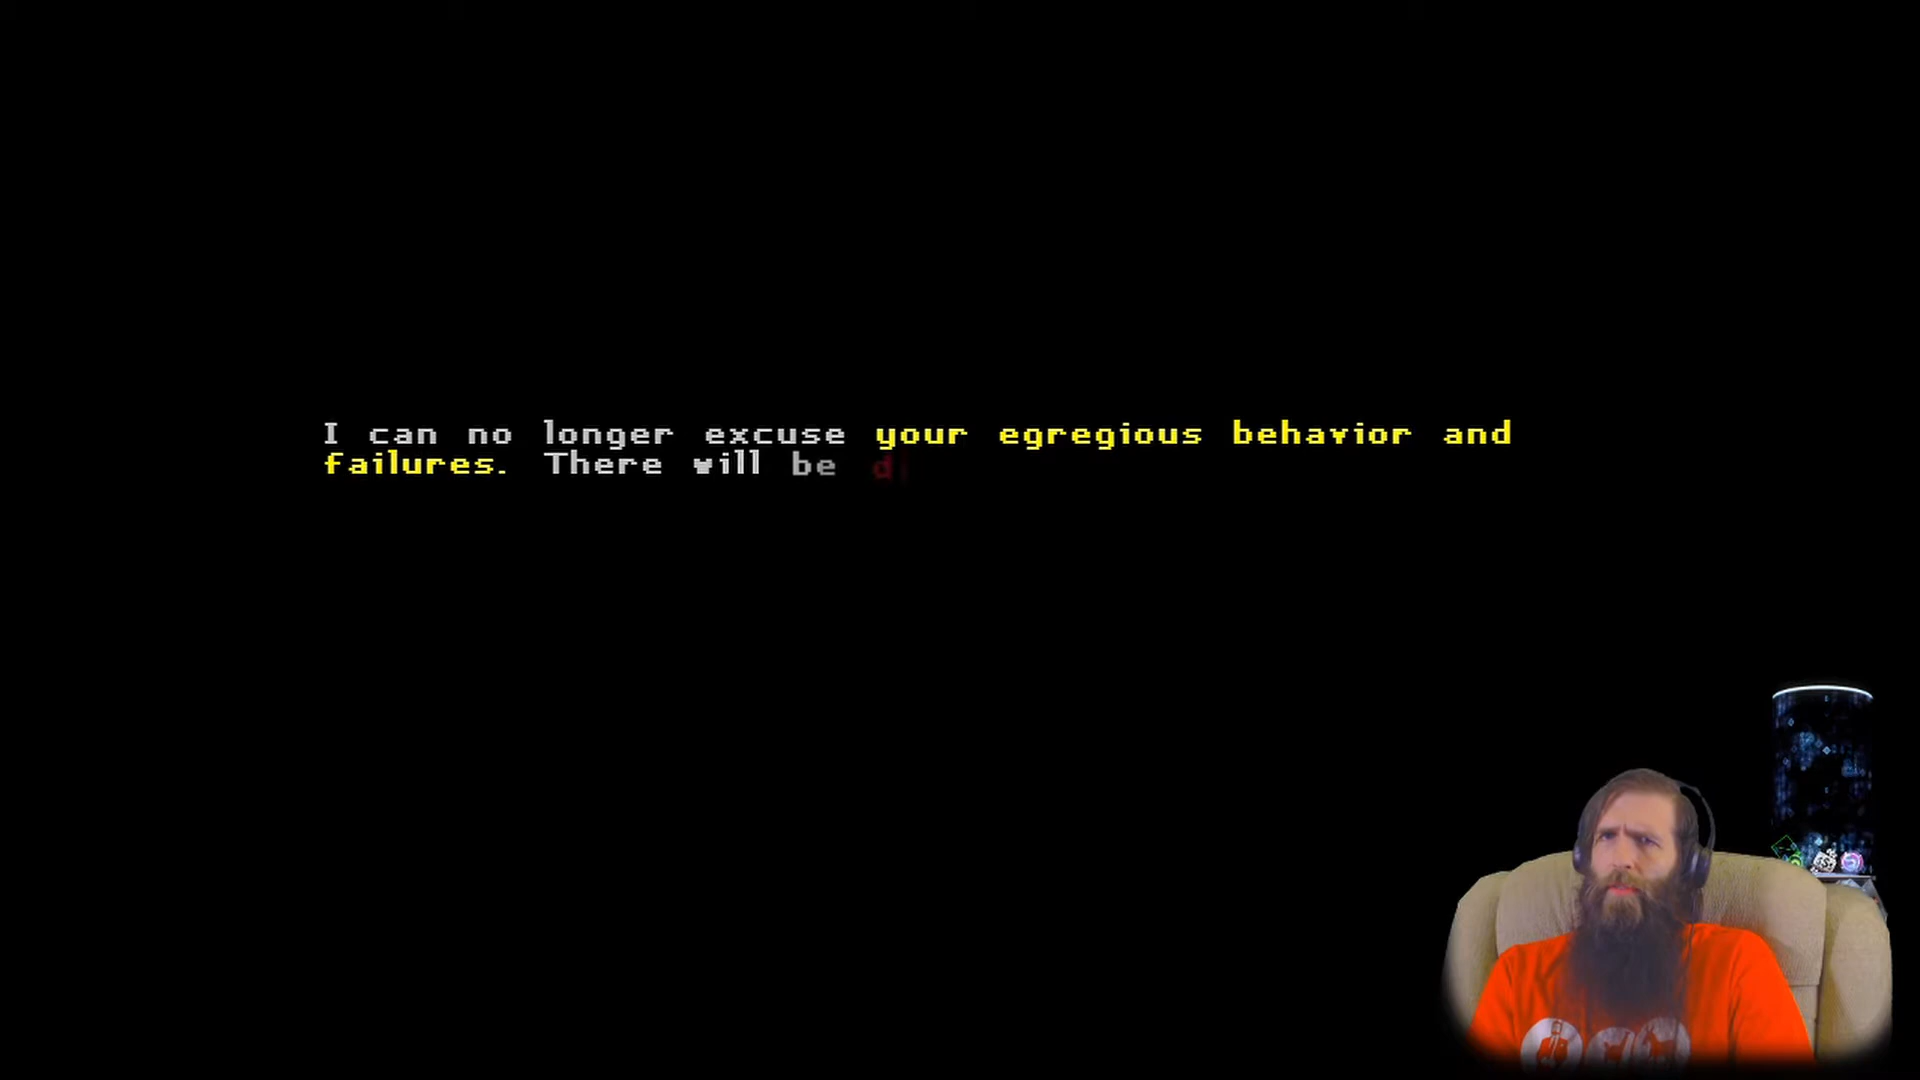 I can no longer excuse your egregious behavior and
failures. There will be d